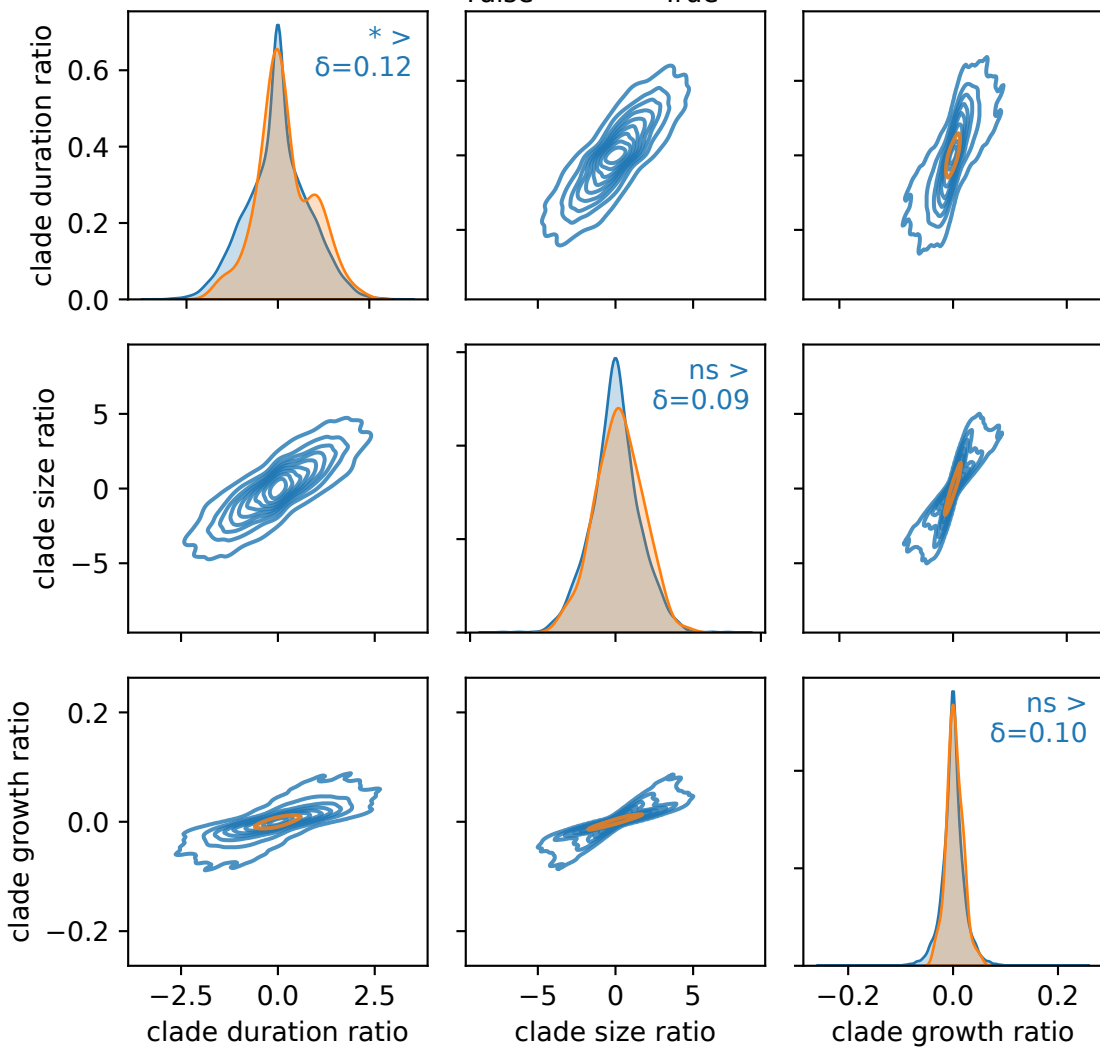 * >
δ=0.12
clade duration ratio
0.6
0.4
0.2
0.0
ns >
δ=0.09
clade size ratio
5
0
−5
ns >
δ=0.10
clade growth ratio
0.2
0.0
−0.2
−2.5 0.0 2.5
clade duration ratio
−5 0 5
clade size ratio
−0.2 0.0 0.2
clade growth ratio